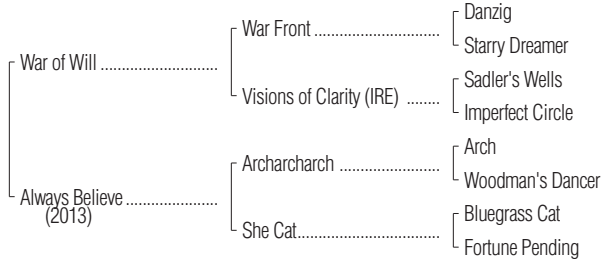 Danzig
War Front
Starry Dreamer
War of Will
Sadler's Wells
Visions of Clarity (IRE)
Imperfect Circle
Arch
Archarcharch
Woodman's Dancer
Always Believe
(2013)
Bluegrass Cat
She Cat
Fortune Pending